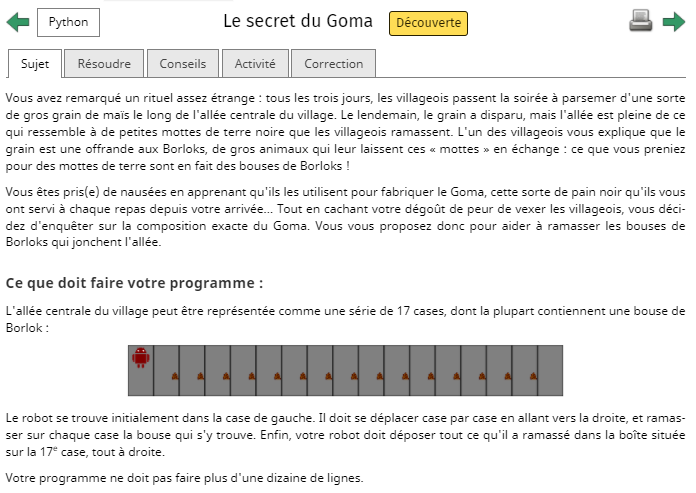 Python
Le secret du Goma
Découverte
Sujet
Résoudre
Conseils
Activité
Correction
Vous avez remarqué un rituel assez étrange : tous les trois jours, les villageois passent la soirée à parsemer d'une sorte
de gros grain de maïs le long de l'allée centrale du village. Le lendemain, le grain a disparu, mais l'allée est pleine de ce
qui ressemble à de petites mottes de terre noire que les villageois ramassent. L'un des villageois vous explique que le
grain est une offrande aux Borloks, de gros animaux qui leur laissent ces « mottes » en échange : ce que vous preniez
pour des mottes de terre sont en fait des bouses de Borloks !
Vous êtes pris(e) de nausées en apprenant qu'ils les utilisent pour fabriquer le Goma, cette sorte de pain noir qu'ils vous
ont servi à chaque repas depuis votre arrivée... Tout en cachant votre dégoût de peur de vexer les villageois, vous déci-
dez d'enquêter sur la composition exacte du Goma. Vous vous proposez donc pour aider à ramasser les bouses de
Borloks qui jonchent l'allée.
Ce que doit faire votre programme :
L'allée centrale du village peut être représentée comme une série de 17 cases, dont la plupart contiennent une bouse de
Borlok :
Le robot se trouve initialement dans la case de gauche. Il doit se déplacer case par case en allant vers la droite, et ramas-
ser sur chaque case la bouse qui s'y trouve. Enfin, votre robot doit déposer tout ce qu'il a ramassé dans la boîte située
sur la 17e case, tout à droite.
Votre programme ne doit pas faire plus d'une dizaine de lignes.